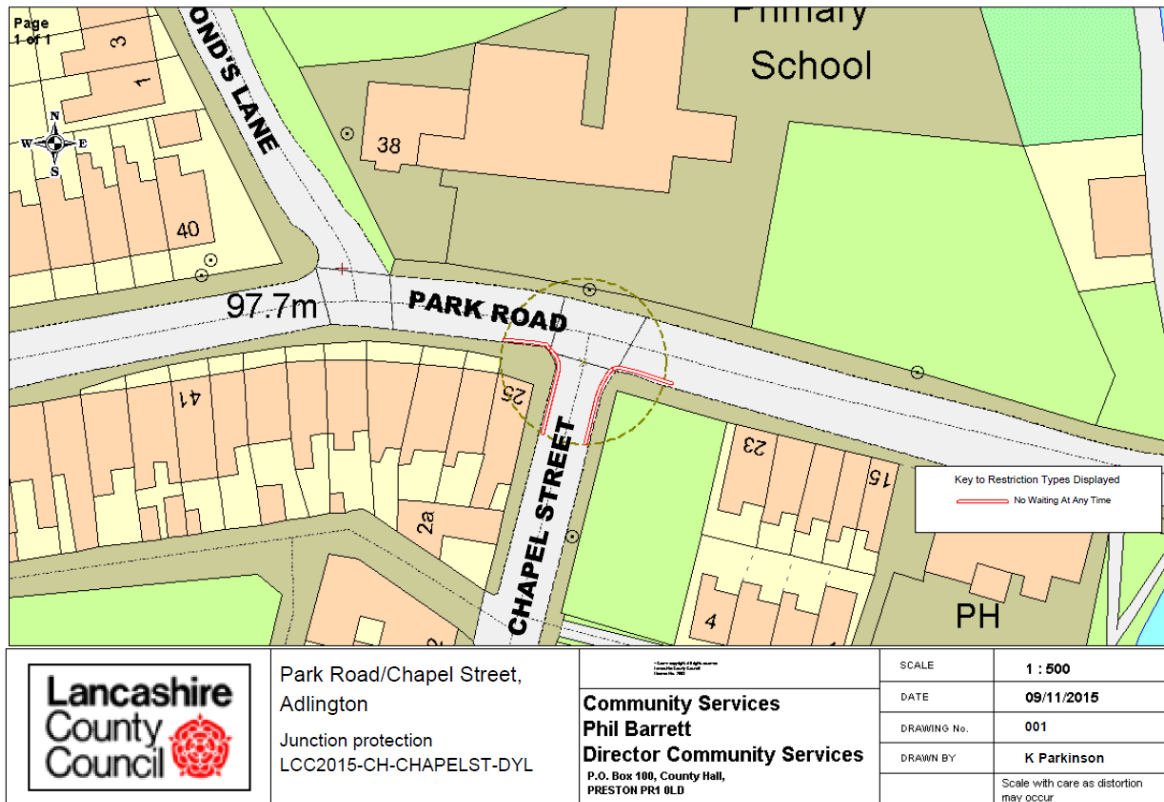 Page
1 of 1
OND'S LANE
Primary
School
3
1
N
W E
S
38
40
97.7m
PARK ROAD
41
25
CHAPEL STREET
2a
23
15
4
PH
Key to Restriction Types Displayed
No Waiting At Any Time
Lancashire
County
Council
Park Road/Chapel Street,
Adlington
Junction protection
LCC2015-CH-CHAPELST-DYL
Community Services
Phil Barrett
Director Community Services
P.O. Box 100, County Hall,
PRESTON PR1 0LD
SCALE 1 : 500
DATE 09/11/2015
DRAWING No. 001
DRAWN BY K Parkinson
Scale with care as distortion
may occur